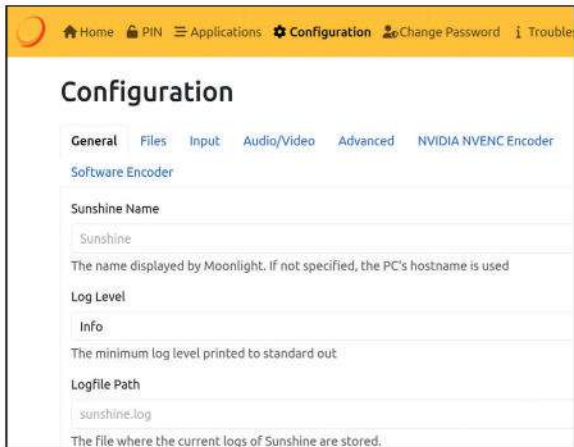 Home PIN Applications Configuration Change Password Troubles
Configuration
General Files Input Audio/Video Advanced NVIDIA NVENC Encoder
Software Encoder
Sunshine Name
Sunshine
The name displayed by Moonlight. If not specified, the PC's hostname is used
Log Level
Info
The minimum log level printed to standard out
Logfile Path
sunshine.log
The file where the current logs of Sunshine are stored.